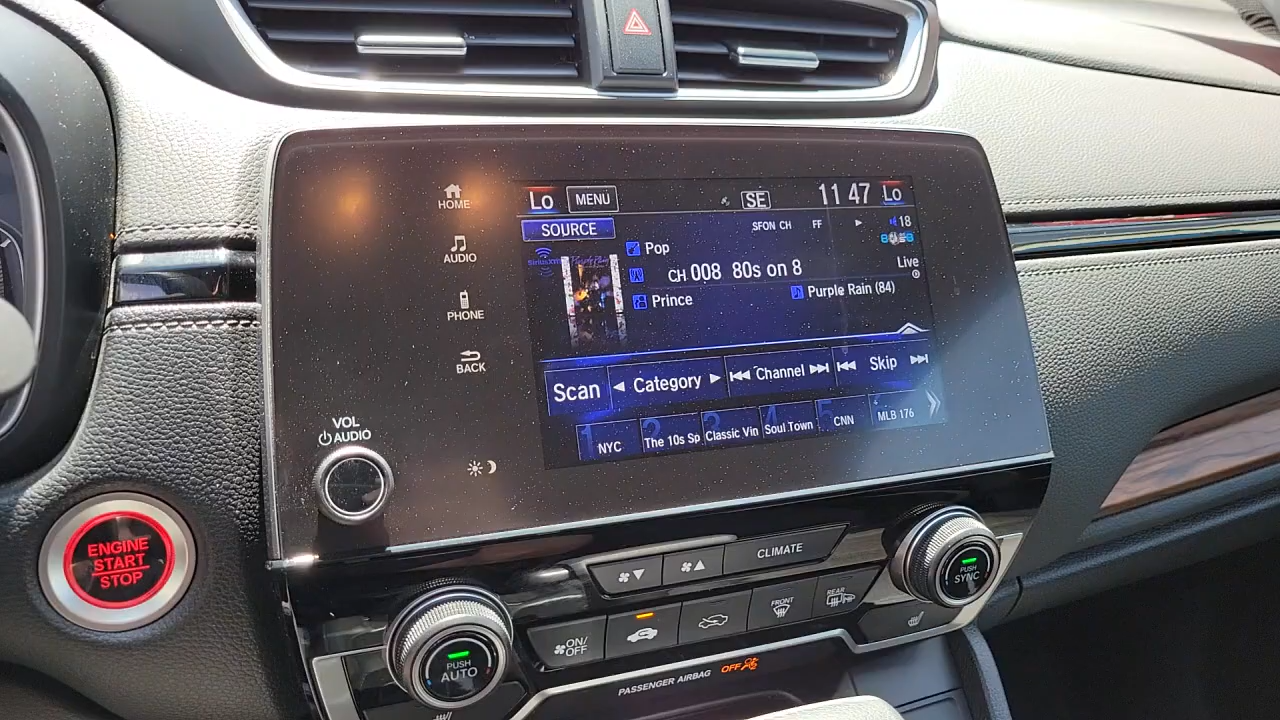 HOME
AUDIO
PHONE
BACK
VOL
AUDIO
ENGINE
START
STOP
Lo MENU SE 11 47 Lo
SOURCE SFON CH FF 18
Pop
CH 008 80s on 8 Live
Prince Purple Rain (84)
Scan Category Channel Skip
1 NYC 2 The 10s Sp 3 Classic Vin 4 Soul Town 5 CNN MLB 176
CLIMATE
ON/
OFF
FRONT
REAR
PUSH
AUTO
PUSH
SYNC
PASSENGER AIRBAG OFF